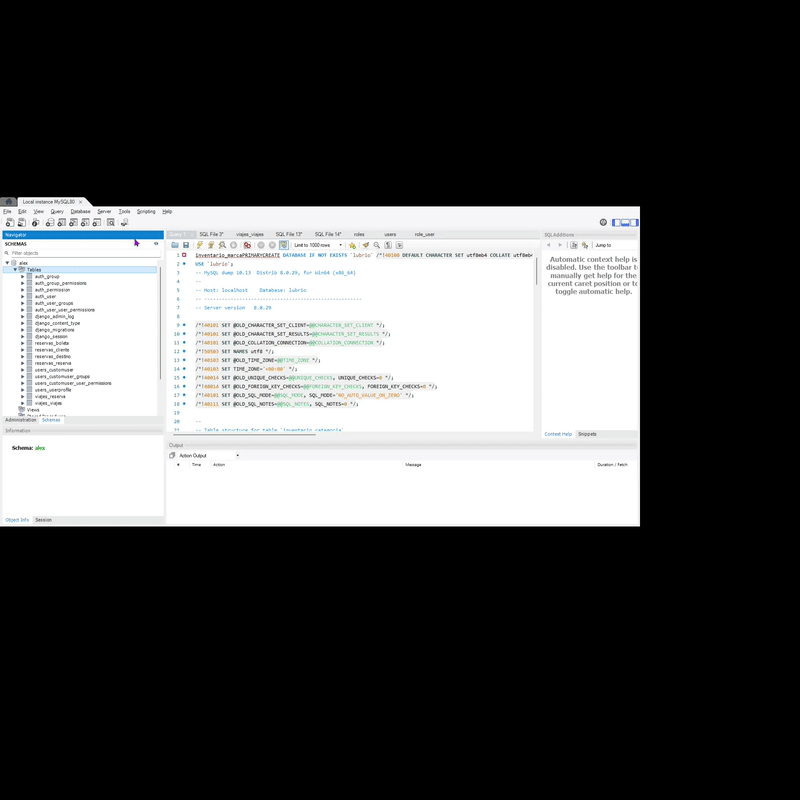 Local instance MySQL80
File Edit View Query Database Server Tools Scripting Help
Navigator
SCHEMAS
Filter objects
alex
Tables
auth_group
auth_group_permissions
auth_permission
auth_user
auth_user_groups
auth_user_user_permissions
django_admin_log
django_content_type
django_migrations
django_session
reservas_boleta
reservas_cliente
reservas_destino
reservas_reserva
users_customuser
users_customuser_groups
users_customuser_user_permissions
users_userprofile
viajes_reserva
viajes_viajes
Views
Administration Schemas
Information
Schema: alex
Object Info Session
Query 1 SQL File 3* viajes_viajes SQL File 13* SQL File 14* roles users role_user
Limit to 1000 rows
1 inventario_marcaPRIMARYCREATE DATABASE IF NOT EXISTS `lubrio` /*!40100 DEFAULT CHARACTER SET utf8mb4 COLLATE utf8mb
2 USE `lubrio`;
3 -- MySQL dump 10.13 Distrib 8.0.29, for Win64 (x86_64)
4 --
5 -- Host: localhost Database: lubrio
6 -- ------------------------------------------------------
7 -- Server version 8.0.29
8
9 /*!40101 SET @OLD_CHARACTER_SET_CLIENT=@@CHARACTER_SET_CLIENT */;
10 /*!40101 SET @OLD_CHARACTER_SET_RESULTS=@@CHARACTER_SET_RESULTS */;
11 /*!40101 SET @OLD_COLLATION_CONNECTION=@@COLLATION_CONNECTION */;
12 /*!50503 SET NAMES utf8 */;
13 /*!40103 SET @OLD_TIME_ZONE=@@TIME_ZONE */;
14 /*!40103 SET TIME_ZONE='+00:00' */;
15 /*!40014 SET @OLD_UNIQUE_CHECKS=@@UNIQUE_CHECKS, UNIQUE_CHECKS=0 */;
16 /*!40014 SET @OLD_FOREIGN_KEY_CHECKS=@@FOREIGN_KEY_CHECKS, FOREIGN_KEY_CHECKS=0 */;
17 /*!40101 SET @OLD_SQL_MODE=@@SQL_MODE, SQL_MODE='NO_AUTO_VALUE_ON_ZERO' */;
18 /*!40111 SET @OLD_SQL_NOTES=@@SQL_NOTES, SQL_NOTES=0 */;
19
20 --
21 -- Table structure for table `inventario_categoria`
Output
Action Output
# Time Action Message Duration / Fetch
SQL Additions
Jump to
Automatic context help is
disabled. Use the toolbar to
manually get help for the
current caret position or to
toggle automatic help.
Context Help Snippets